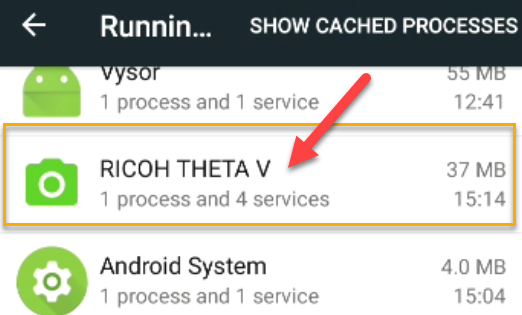 Runnin... SHOW CACHED PROCESSES
Vysor 55 MB
1 process and 1 service 12:41
RICOH THETA V 37 MB
1 process and 4 services 15:14
Android System 4.0 MB
1 process and 1 service 15:04